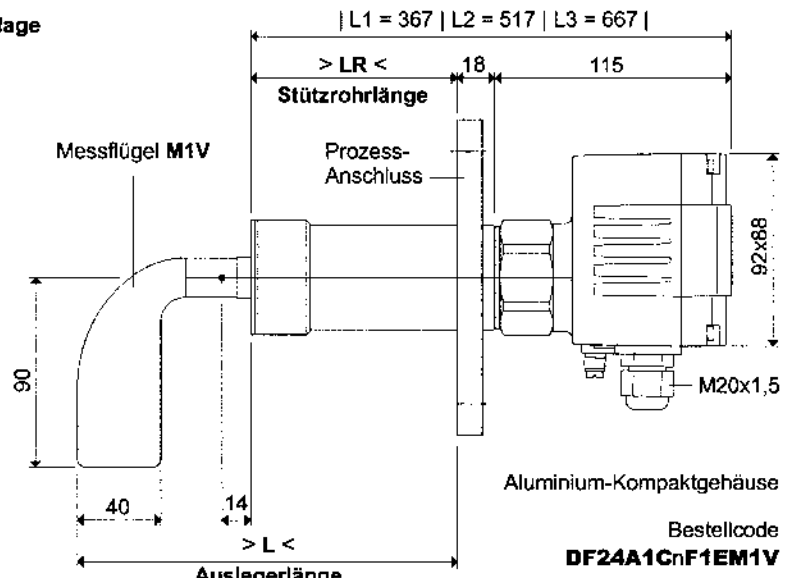 | L1 = 367 | L2 = 517 | L3 = 667 |
> LR <
18
115
Stützrohrlänge
Messflügel M1V
Prozess-
Anschluss
92x88
90
M20x1,5
40
14
Aluminium-Kompaktgehäuse
> L <
Auslegerlänge
Bestellcode
DF24A1CnF1EM1V